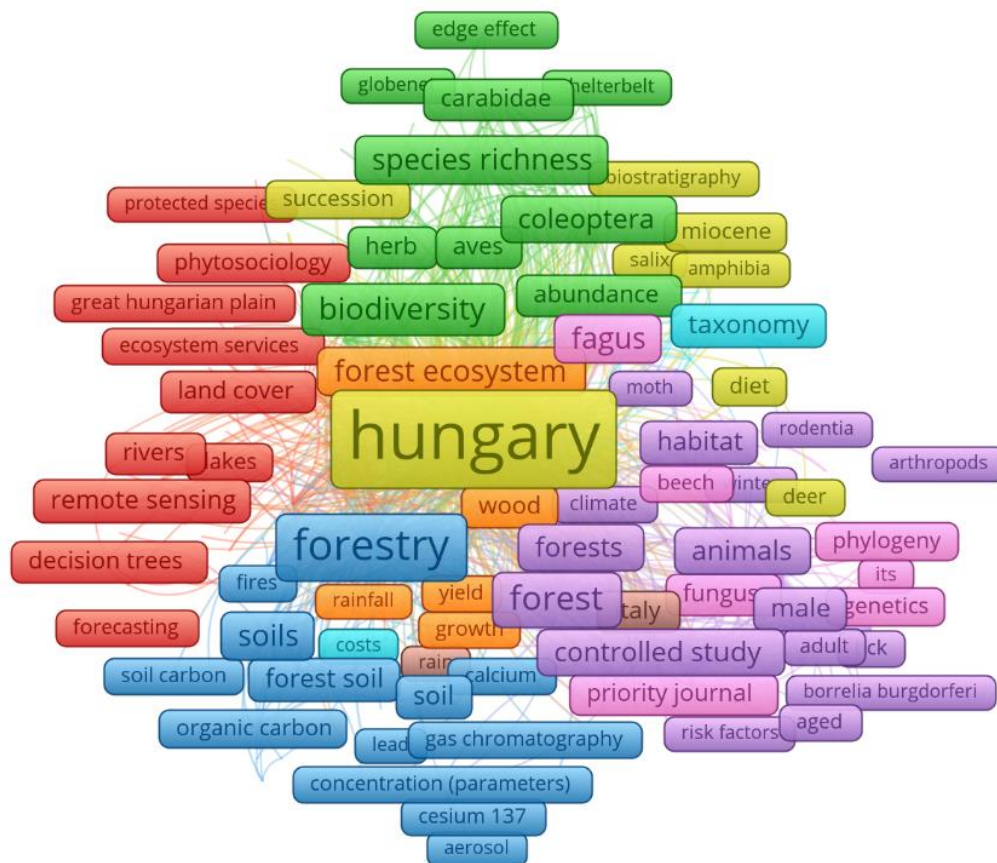 edge effect
carabidae
species richness
biostratigraphy
succession
coleoptera
miocene
herb
aves
phytosociology
salix
amphibia
great hungarian plain
biodiversity
abundance
taxonomy
fagus
ecosystem services
forest ecosystem
land cover
moth
diet
hungary
rodentia
habitat
rivers
lakes
arthropods
beech
remote sensing
wood
climate
deer
forestry
forests
animals
phylogeny
decision trees
its
fires
rainfall
yield
forest
fungus
male
genetics
forecasting
soils
growth
costs
controlled study
adult
rain
soil carbon
forest soil
calcium
soil
priority journal
borrelia burgdorferi
organic carbon
risk factors
aged
lead
gas chromatography
concentration (parameters)
cesium 137
aerosol